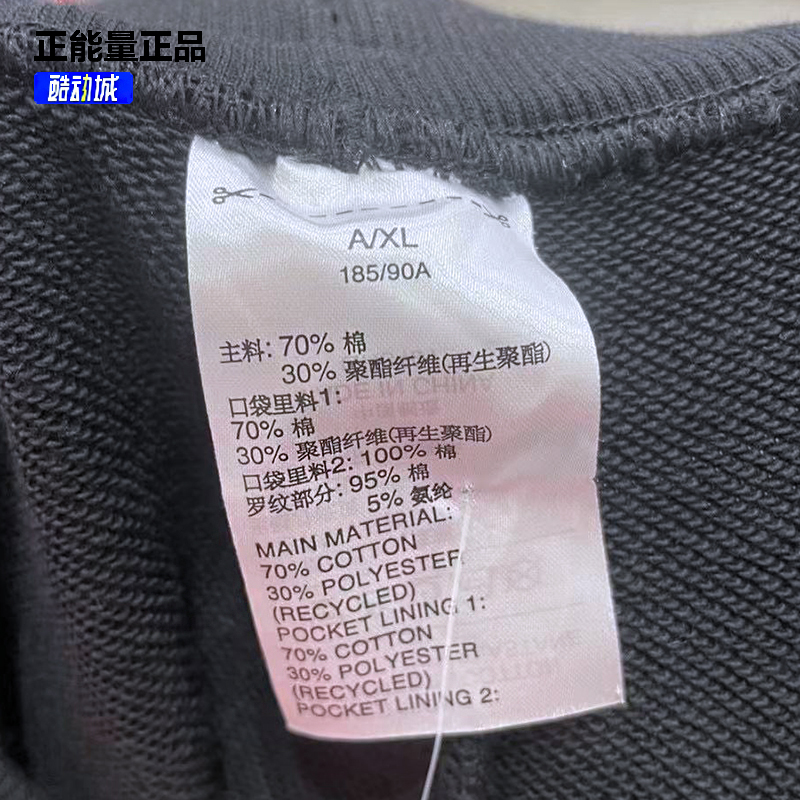 正能量正品
酷动城
A/XL
185/90A
主料: 70% 棉
30% 聚酯纤维(再生聚酯)
口袋里料1:
70% 棉
30% 聚酯纤维(再生聚酯)
口袋里料2: 100% 棉
罗纹部分: 95% 棉
5% 氨纶
MAIN MATERIAL:
70% COTTON
30% POLYESTER
(RECYCLED)
POCKET LINING 1:
70% COTTON
30% POLYESTER
(RECYCLED)
POCKET LINING 2: